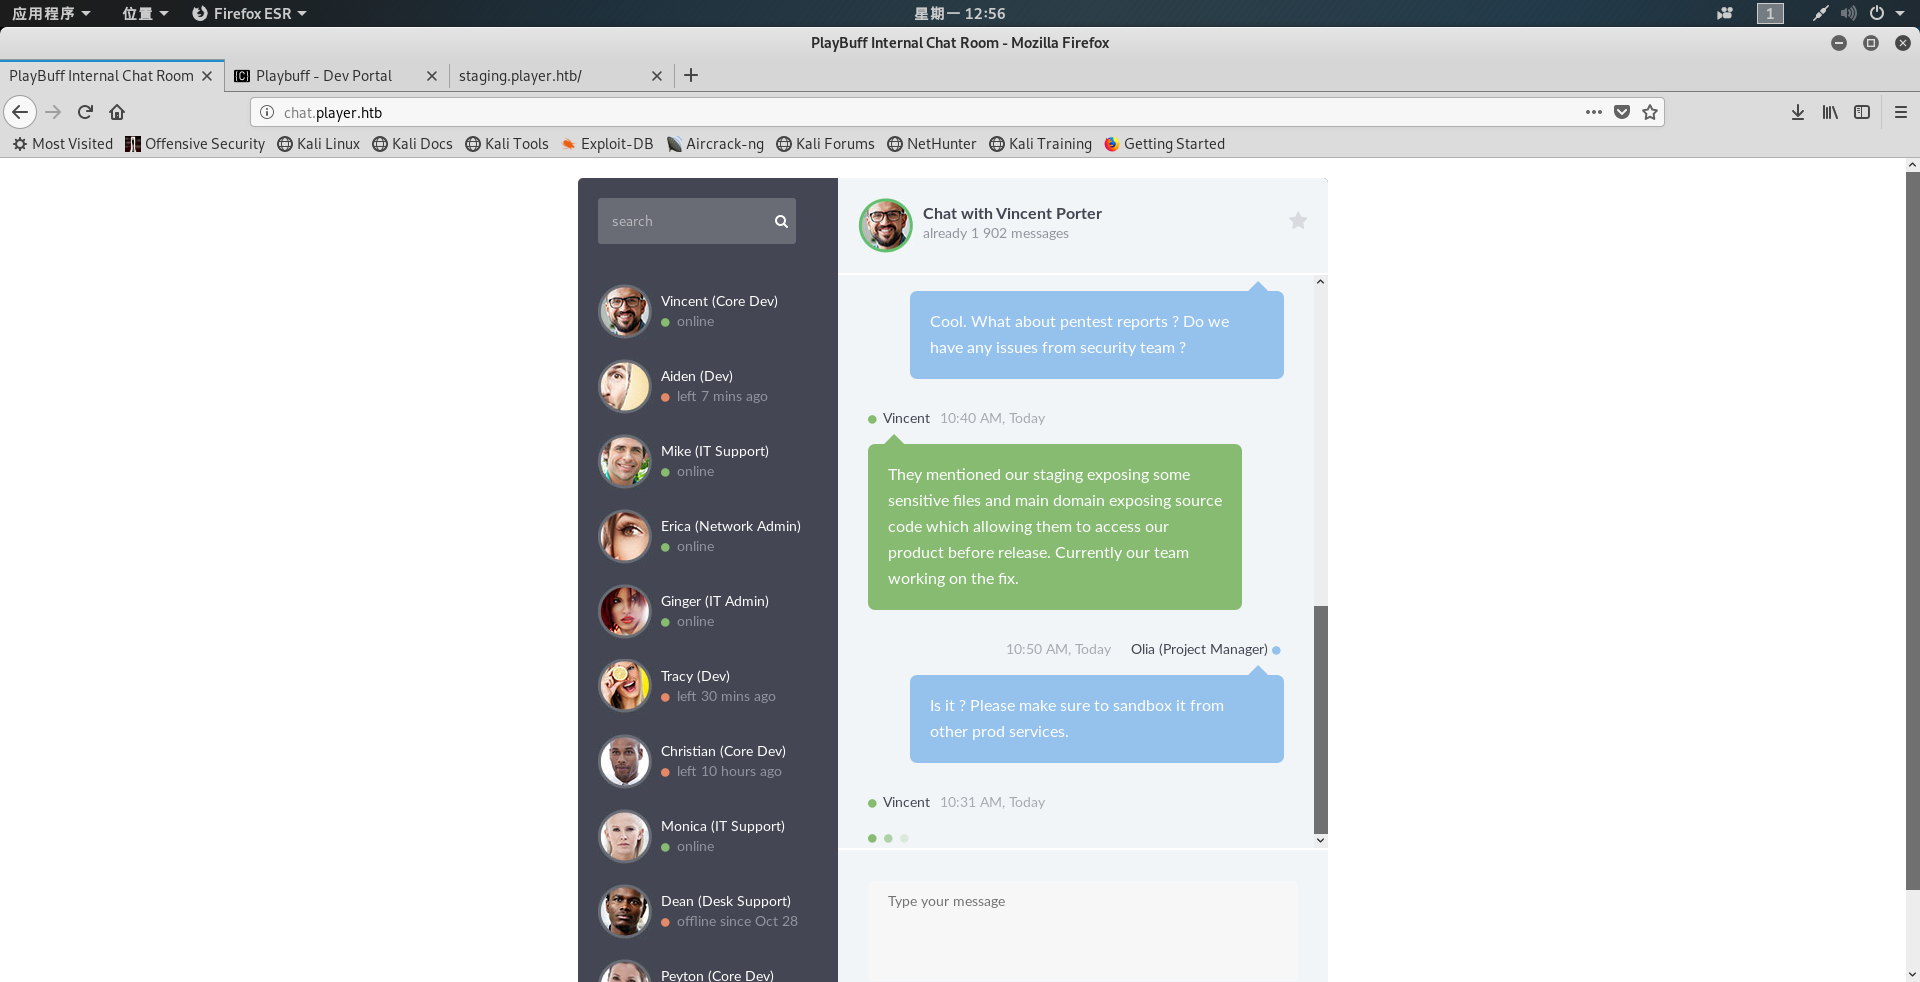 应用程序 位置 Firefox ESR 星期一 12:56 1
PlayBuff Internal Chat Room - Mozilla Firefox
PlayBuff Internal Chat Room Playbuff - Dev Portal staging.player.htb/
chat.player.htb
Most Visited Offensive Security Kali Linux Kali Docs Kali Tools Exploit-DB Aircrack-ng Kali Forums NetHunter Kali Training Getting Started
search
Vincent (Core Dev)
online
Aiden (Dev)
left 7 mins ago
Mike (IT Support)
online
Erica (Network Admin)
online
Ginger (IT Admin)
online
Tracy (Dev)
left 30 mins ago
Christian (Core Dev)
left 10 hours ago
Monica (IT Support)
online
Dean (Desk Support)
offline since Oct 28
Peyton (Core Dev)
Chat with Vincent Porter
already 1 902 messages
Cool. What about pentest reports ? Do we
have any issues from security team ?
Vincent 10:40 AM, Today
They mentioned our staging exposing some
sensitive files and main domain exposing source
code which allowing them to access our
product before release. Currently our team
working on the fix.
10:50 AM, Today Olia (Project Manager)
Is it ? Please make sure to sandbox it from
other prod services.
Vincent 10:31 AM, Today
Type your message